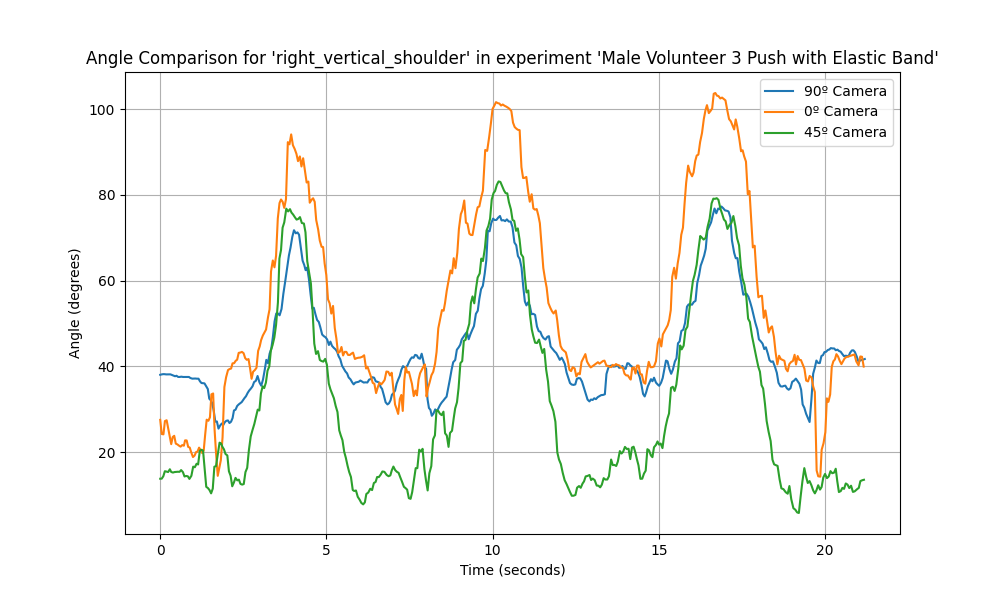 Angle Comparison for 'right_vertical_shoulder' in experiment 'Male Volunteer 3 Push with Elastic Band'
90º Camera
0º Camera
45º Camera
100
80
60
40
20
Angle (degrees)
0 5 10 15 20
Time (seconds)